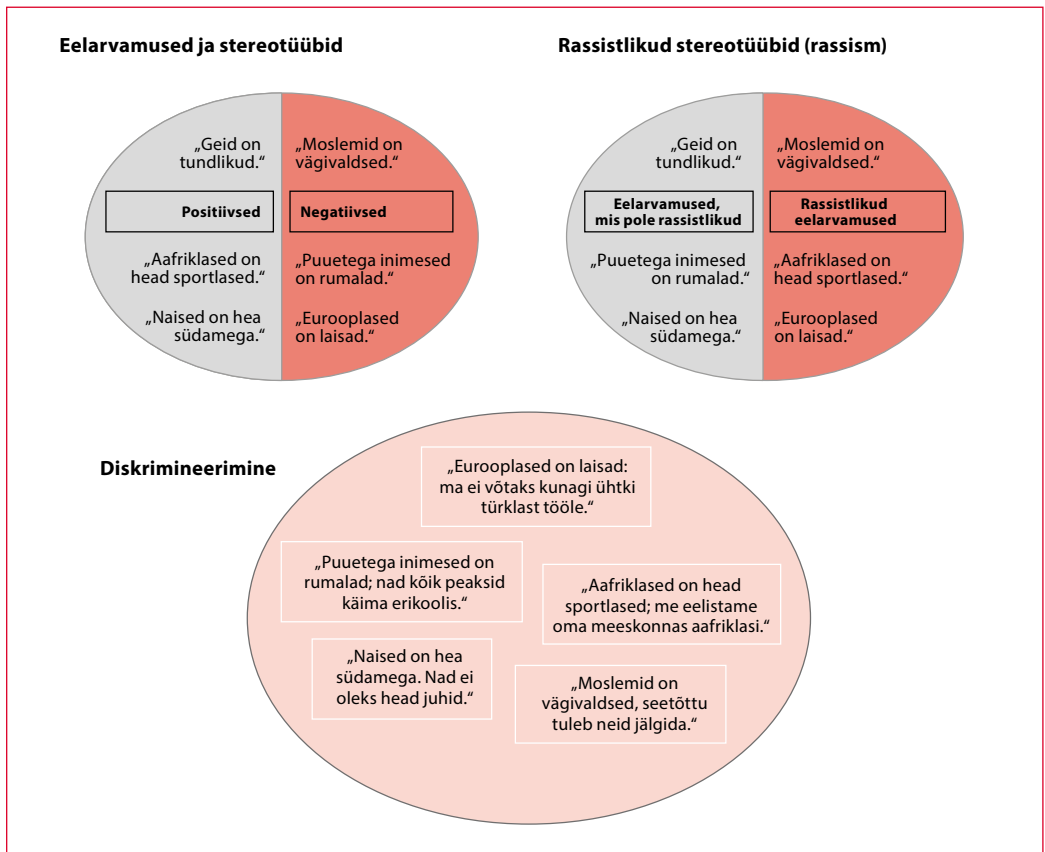 Eelarvamused ja stereotüübid
„Geid on
tundlikud.“
„Moslemid on
vägivaldsed.“
Positiivsed
Negatiivsed
„Aafriklased on
head sportlased.“
„Puuetega inimesed
on rumalad.“
„Naised on hea
südamega.“
„Eurooplased
on laisad.“
Rassistlikud stereotüübid (rassism)
„Geid on
tundlikud.“
„Moslemid on
vägivaldsed.“
Eelarvamused,
mis pole rassistlikud
Rassistlikud
eelarvamused
„Puuetega inimesed
on rumalad.“
„Aafriklased on
head sportlased.“
„Naised on hea
südamega.“
„Eurooplased
on laisad.“
Diskrimineerimine
„Eurooplased on laisad:
ma ei võtaks kunagi ühtki
türklast tööle.“
„Puuetega inimesed on
rumalad; nad kõik peaksid
käima erikoolis.“
„Aafriklased on head
sportlased; me eelistame
oma meeskonnas aafriklasi.“
„Naised on hea
südamega. Nad ei
oleks head juhid.“
„Moslemid on
vägivaldsed, seetõttu
tuleb neid jälgida.“